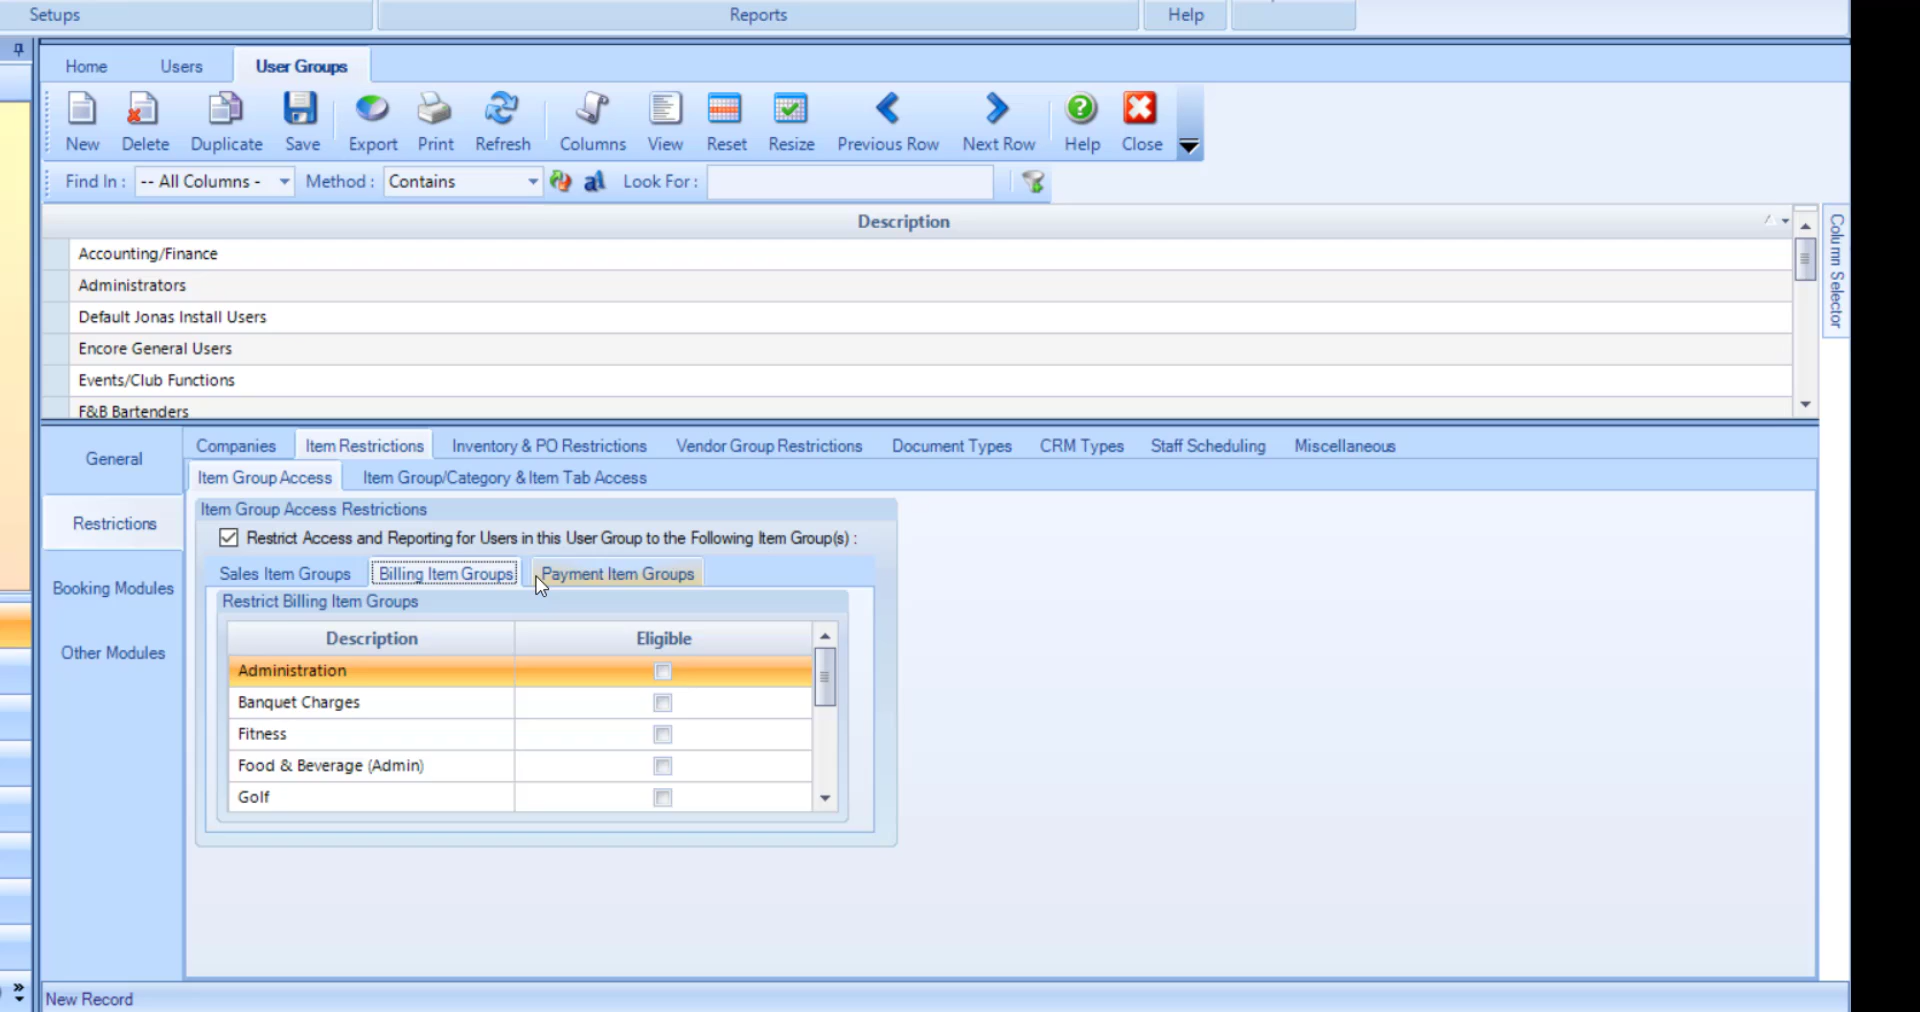 Setups
Reports
Help
Home
Users
User Groups
New
Delete
Duplicate
Save
Export
Print
Refresh
Columns
View
Reset
Resize
Previous Row
Next Row
Help
Close
Find In :
-- All Columns -
Method :
Contains
Look For :
Description
Column Selector
Accounting/Finance
Administrators
Default Jonas Install Users
Encore General Users
Events/Club Functions
F&B Bartenders
General
Restrictions
Booking Modules
Other Modules
Companies
Item Restrictions
Inventory & PO Restrictions
Vendor Group Restrictions
Document Types
CRM Types
Staff Scheduling
Miscellaneous
Item Group Access
Item Group/Category & Item Tab Access
Item Group Access Restrictions
Restrict Access and Reporting for Users in this User Group to the Following Item Group(s) :
Sales Item Groups
Billing Item Groups
Payment Item Groups
Restrict Billing Item Groups
Description
Eligible
Administration
Banquet Charges
Fitness
Food & Beverage (Admin)
Golf
New Record